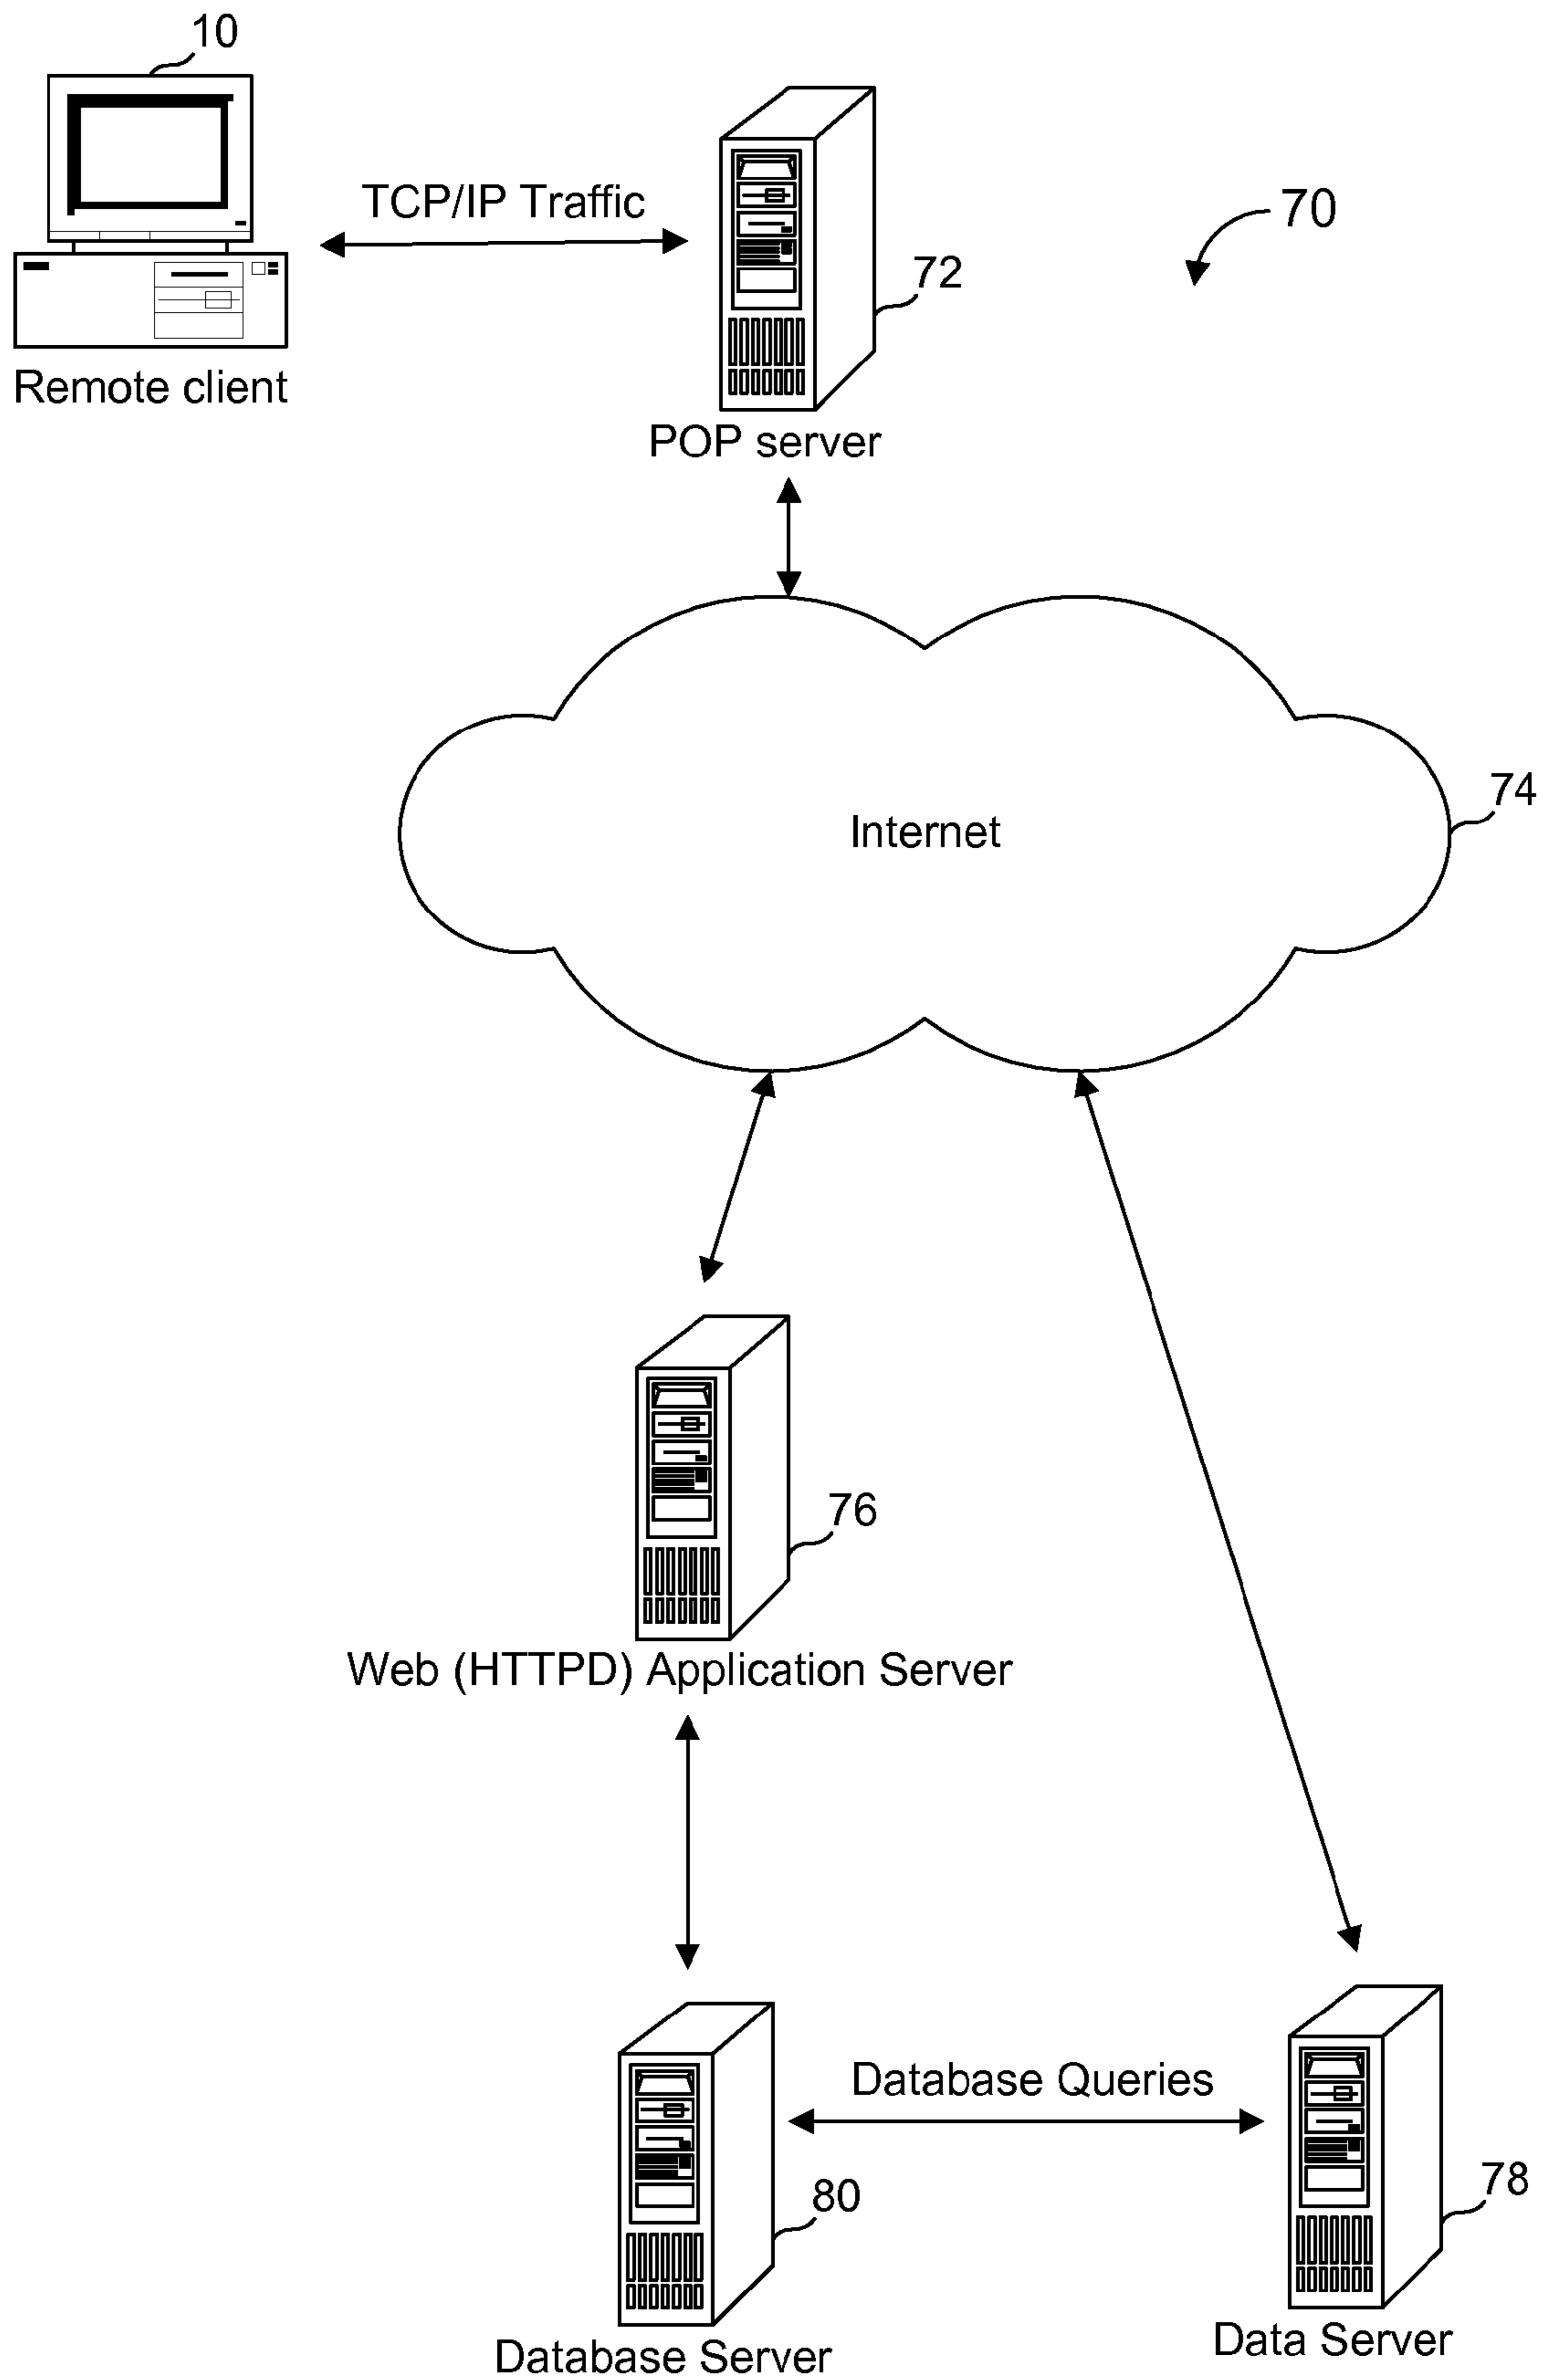 10
TCP/IP Traffic
70
72
Remote client
POP server
74
Internet
76
Web (HTTPD) Application Server
Database Queries
78
80
Data Server
Database Server